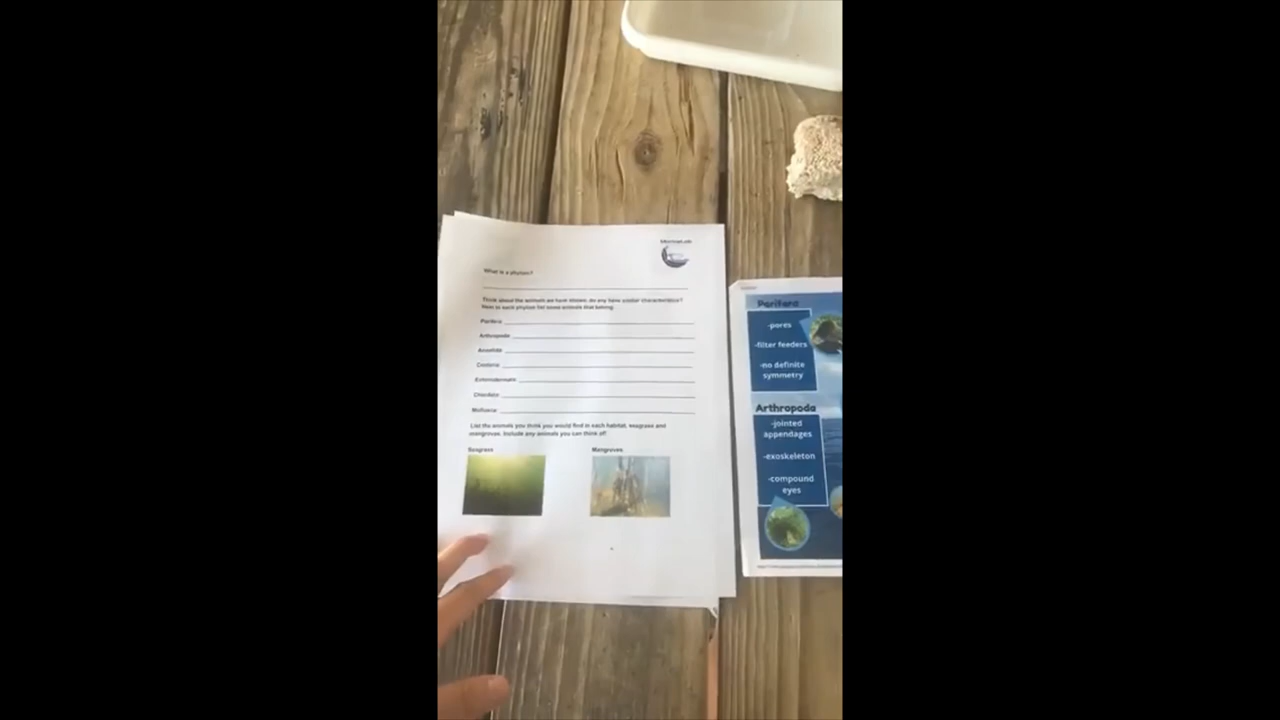 MarineLab
What is a phylum?
Think about the animals we have shown, do any have similar characteristics?
Next to each phylum list some animals that belong.
Porifera:
Arthropoda:
Annelida:
Cnidaria:
Echinodermata:
Chordata:
Mollusca:
List the animals you think you would find in each habitat, seagrass and
mangroves. Include any animals you can think of!
Seagrass
Mangroves
Porifera
-pores
-filter feeders
-no definite
symmetry
Arthropoda
-jointed
appendages
-exoskeleton
-compound
eyes